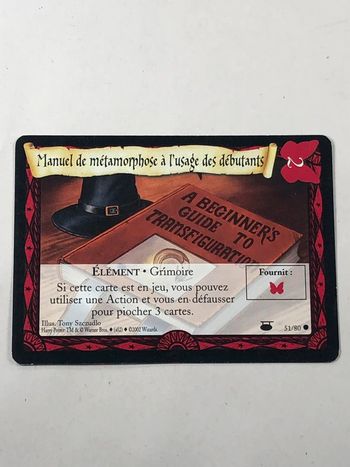 Manuel de métamorphose à l'usage des débutants
2
A BEGINNER'S
GUIDE TO
TRANSFIGURATION
ÉLÉMENT • Grimoire
Fournit :
Si cette carte est en jeu, vous pouvez
utiliser une Action et vous en défausser
pour piocher 3 cartes.
Illus. Tony Szczudlo
51/80